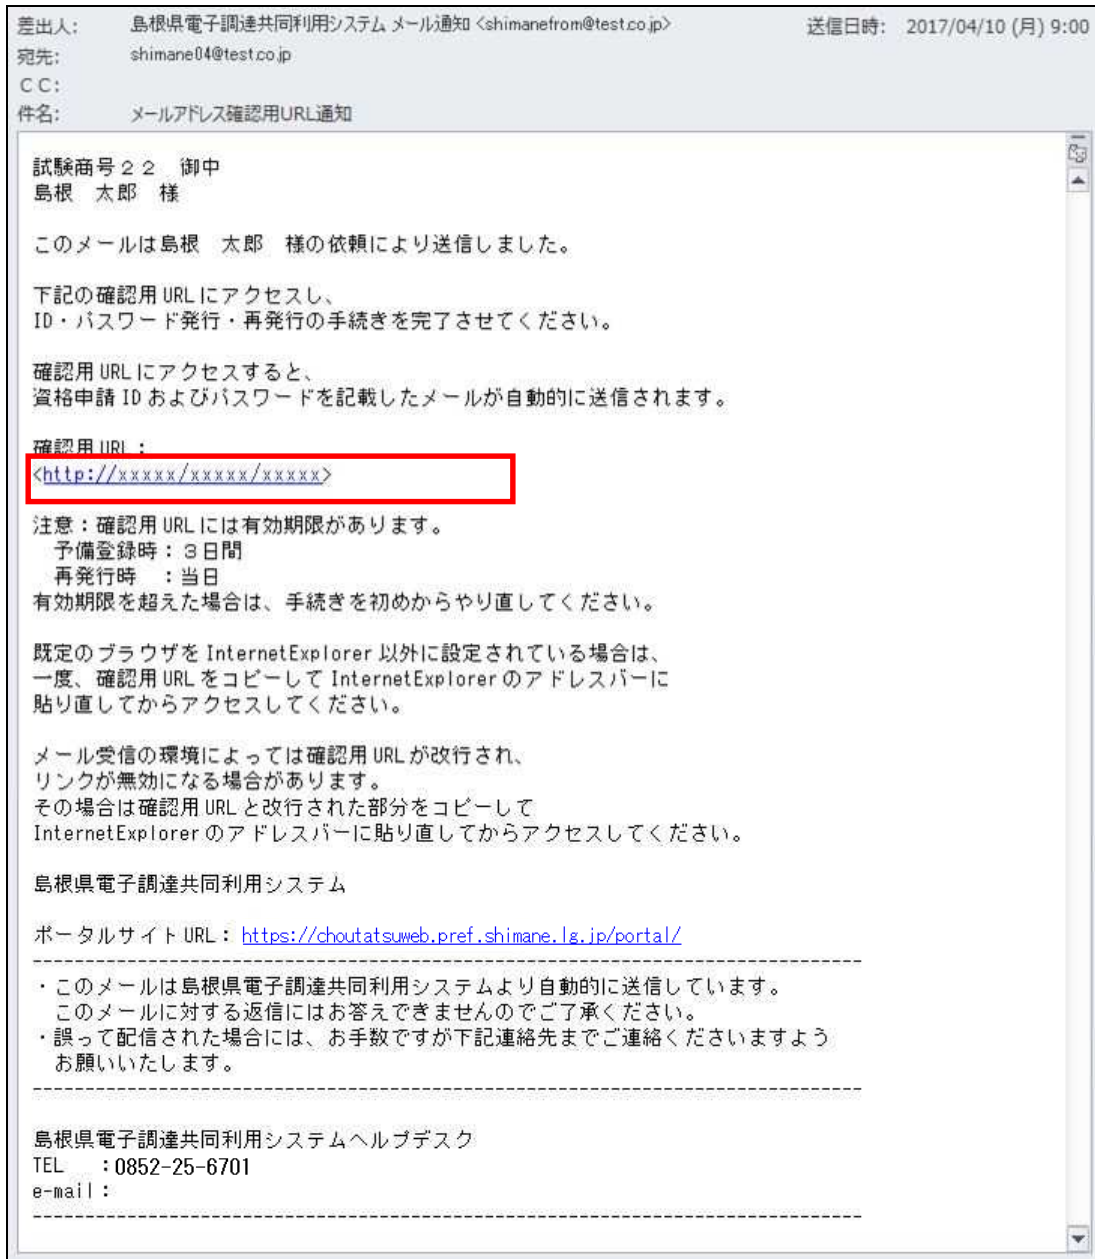 差出人: 島根県電子調達共同利用システム メール通知 <shimanefrom@test.co.jp> 送信日時: 2017/04/10 (月) 9:00
宛先: shimane04@test.co.jp
ＣＣ:
件名: メールアドレス確認用URL通知
試験商号２２　御中
島根　太郎　様
このメールは島根　太郎　様の依頼により送信しました。
下記の確認用URLにアクセスし、
ID・パスワード発行・再発行の手続きを完了させてください。
確認用URLにアクセスすると、
資格申請IDおよびパスワードを記載したメールが自動的に送信されます。
確認用URL：
<http://xxxxx/xxxxx/xxxxx>
注意：確認用URLには有効期限があります。
　予備登録時：３日間
　再発行時　：当日
有効期限を超えた場合は、手続きを初めからやり直してください。
既定のブラウザをInternetExplorer以外に設定されている場合は、
一度、確認用URLをコピーしてInternetExplorerのアドレスバーに
貼り直してからアクセスしてください。
メール受信の環境によっては確認用URLが改行され、
リンクが無効になる場合があります。
その場合は確認用URLと改行された部分をコピーして
InternetExplorerのアドレスバーに貼り直してからアクセスしてください。
島根県電子調達共同利用システム
ポータルサイトURL：https://choutatsuweb.pref.shimane.lg.jp/portal/
-------------------------------------------------------------------------------
・このメールは島根県電子調達共同利用システムより自動的に送信しています。
　このメールに対する返信にはお答えできませんのでご了承ください。
・誤って配信された場合には、お手数ですが下記連絡先までご連絡くださいますよう
　お願いいたします。
-------------------------------------------------------------------------------
島根県電子調達共同利用システムヘルプデスク
TEL　：0852-25-6701
e-mail：
-------------------------------------------------------------------------------